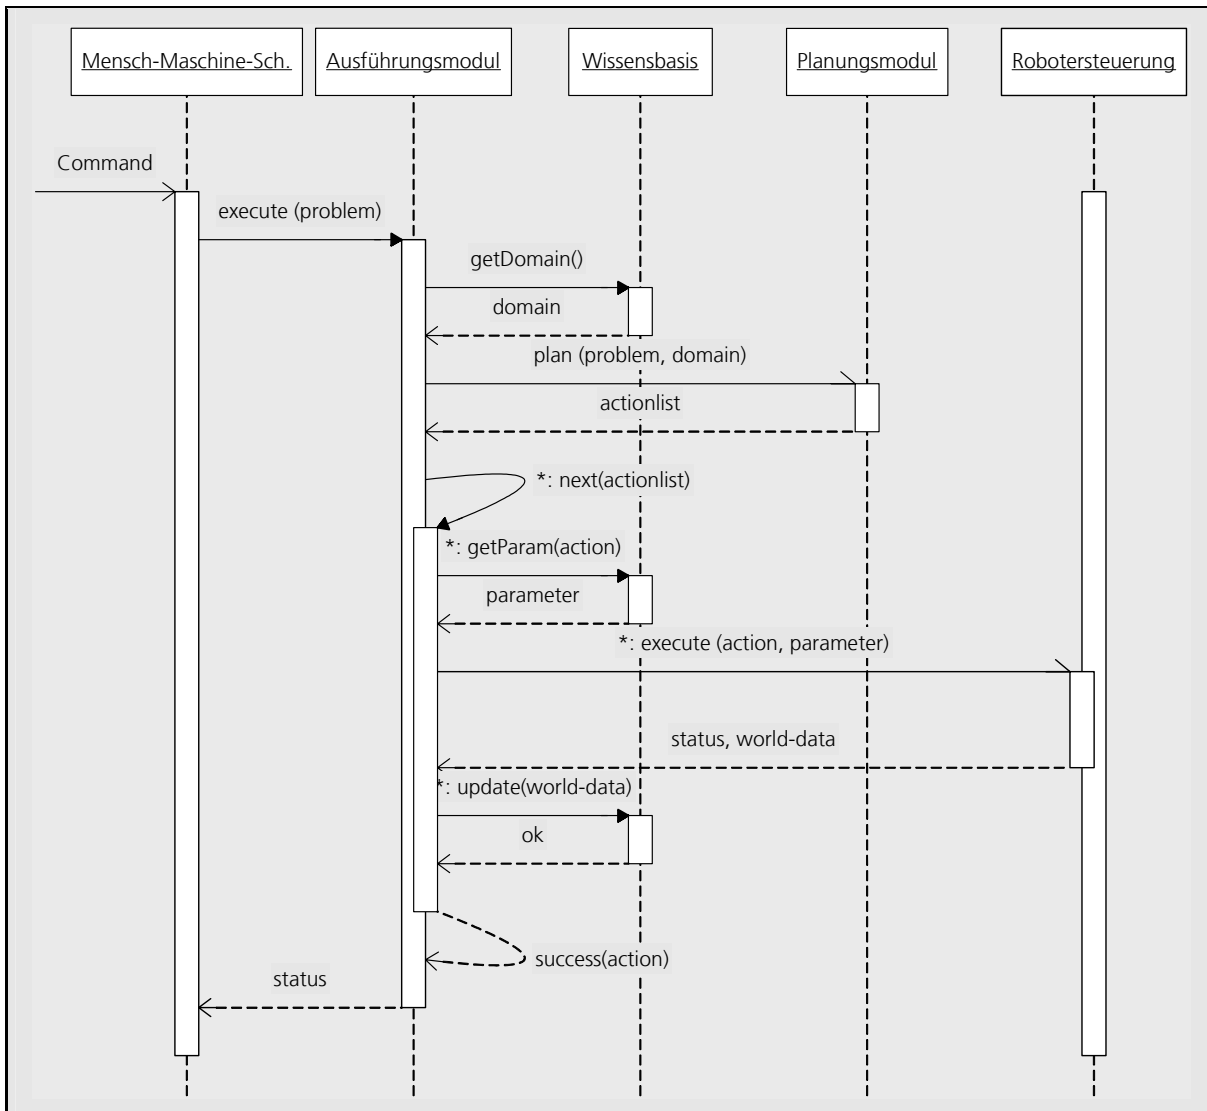 Mensch-Maschine-Sch.
Ausführungsmodul
Wissensbasis
Planungsmodul
Robotersteuerung
Command
execute (problem)
getDomain()
domain
plan (problem, domain)
actionlist
*: next(actionlist)
*: getParam(action)
parameter
*: execute (action, parameter)
status, world-data
*: update(world-data)
ok
success(action)
status